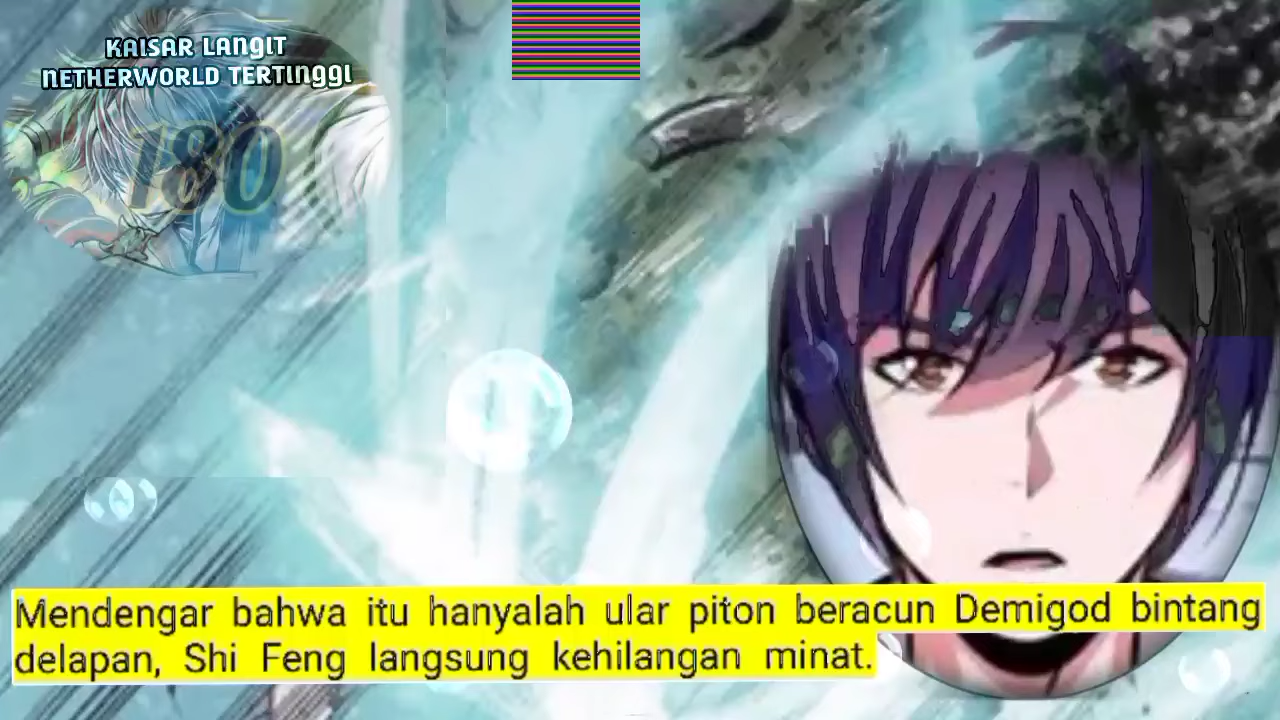 KAISAR LANGIT
NETHERWORLD TERTINGGI
180
Mendengar bahwa itu hanyalah ular piton beracun Demigod bintang
delapan, Shi Feng langsung kehilangan minat.